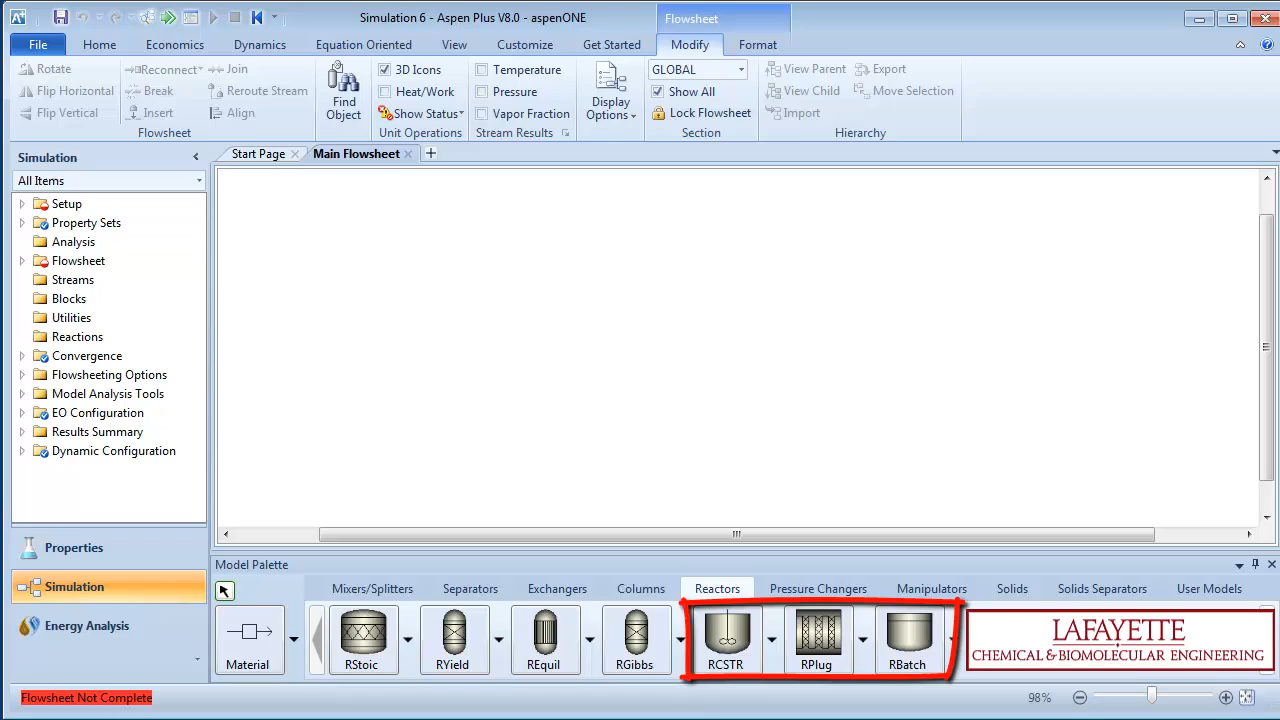 Simulation 6 - Aspen Plus V8.0 - aspenONE
Flowsheet
File Home Economics Dynamics Equation Oriented View Customize Get Started Modify Format
Rotate Reconnect Join
Flip Horizontal Break Reroute Stream
Flip Vertical Insert Align
Flowsheet
Find
Object
3D Icons
Heat/Work
Show Status
Unit Operations
Temperature
Pressure
Vapor Fraction
Stream Results
Display
Options
GLOBAL
Show All
Lock Flowsheet
Section
View Parent Export
View Child Move Selection
Import
Hierarchy
Simulation
All Items
Setup
Property Sets
Analysis
Flowsheet
Streams
Blocks
Utilities
Reactions
Convergence
Flowsheeting Options
Model Analysis Tools
EO Configuration
Results Summary
Dynamic Configuration
Properties
Simulation
Energy Analysis
Start Page Main Flowsheet
Model Palette
Mixers/Splitters Separators Exchangers Columns Reactors Pressure Changers Manipulators Solids Solids Separators User Models
Material RStoic RYield REquil RGibbs RCSTR RPlug RBatch
LAFAYETTE
CHEMICAL & BIOMOLECULAR ENGINEERING
Flowsheet Not Complete
98%